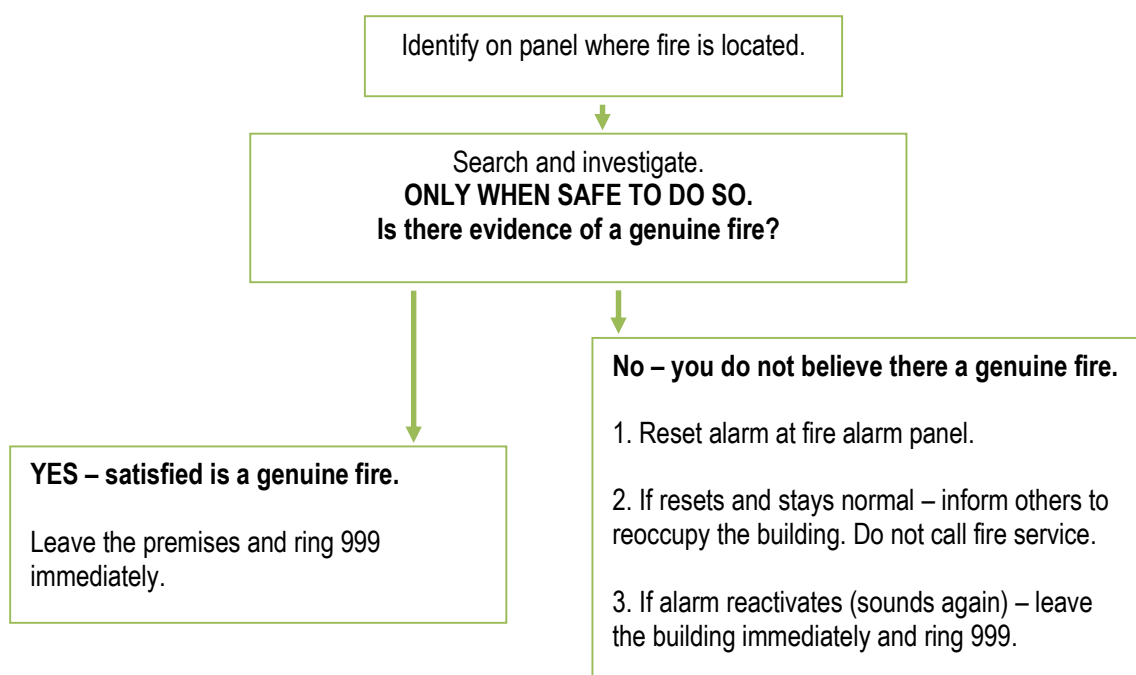 Identify on panel where fire is located.
Search and investigate.
ONLY WHEN SAFE TO DO SO.
Is there evidence of a genuine fire?
YES – satisfied is a genuine fire.
Leave the premises and ring 999
immediately.
No – you do not believe there a genuine fire.
1. Reset alarm at fire alarm panel.
2. If resets and stays normal – inform others to
reoccupy the building. Do not call fire service.
3. If alarm reactivates (sounds again) – leave
the building immediately and ring 999.